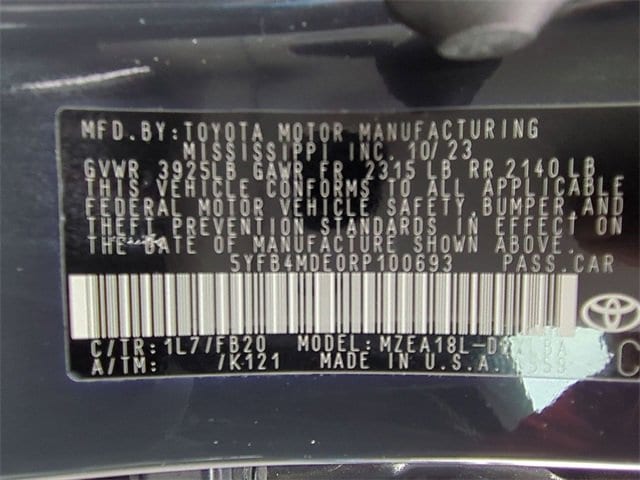 MFD.BY:TOYOTA MOTOR MANUFACTURING
MISSISSIPPI INC. 10/23
GVWR 3925LB GAWR FR 2315 LB RR 2140 LB
THIS VEHICLE CONFORMS TO ALL APPLICABLE
FEDERAL MOTOR VEHICLE SAFETY,BUMPER,AND
THEFT PREVENTION STANDARDS IN EFFECT ON
THE DATE OF MANUFACTURE SHOWN ABOVE.
5YFB4MDE0RP100693 PASS.CAR
C/TR:1L7/FB20 MODEL:
A/TM: /K121 MADE IN U.S.A.
C